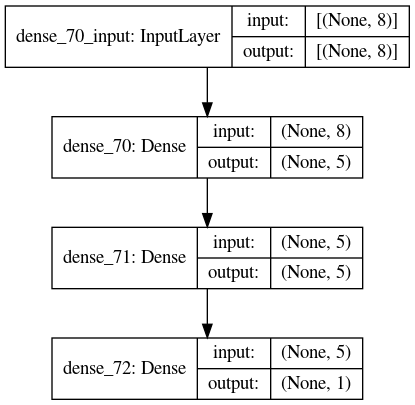 dense_70_input: InputLayer
input: [(None, 8)]
output: [(None, 8)]
dense_70: Dense
input: (None, 8)
output: (None, 5)
dense_71: Dense
input: (None, 5)
output: (None, 5)
dense_72: Dense
input: (None, 5)
output: (None, 1)